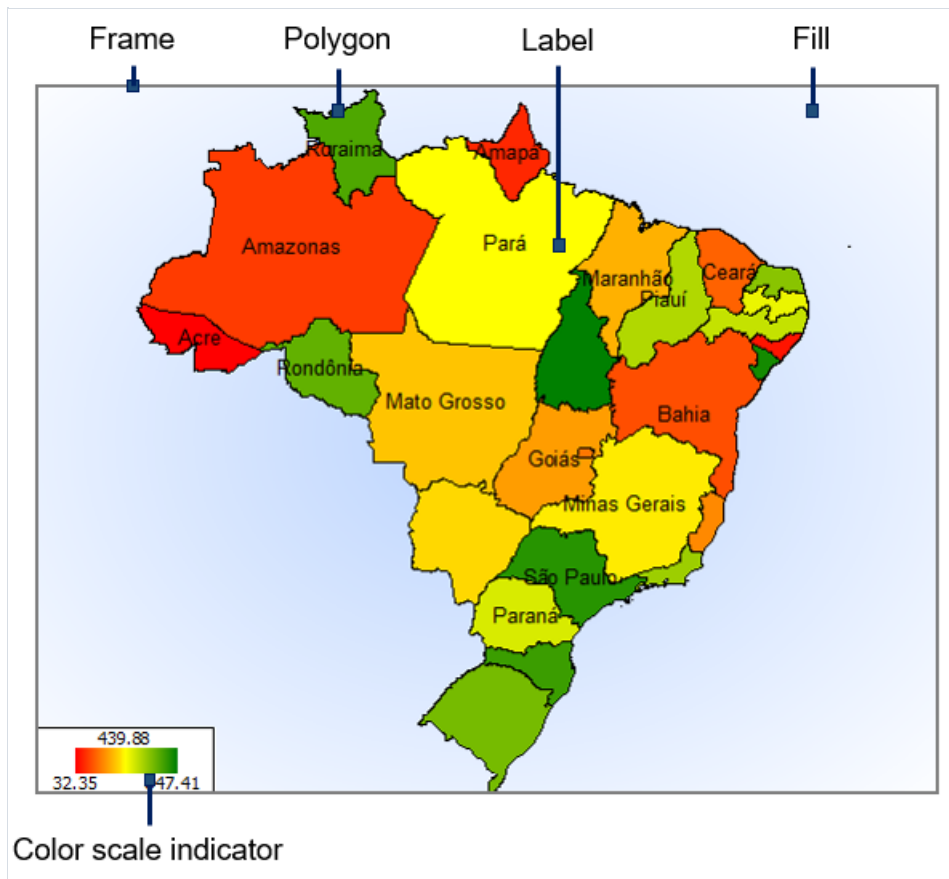 Frame Polygon Label Fill
Roraima Amapá
Amazonas Pará
Maranhão Ceará
Piauí
Acre
Rondônia
Mato Grosso
Bahia
Goiás
Minas Gerais
São Paulo
Paraná
439.88
32.35 47.41
Color scale indicator